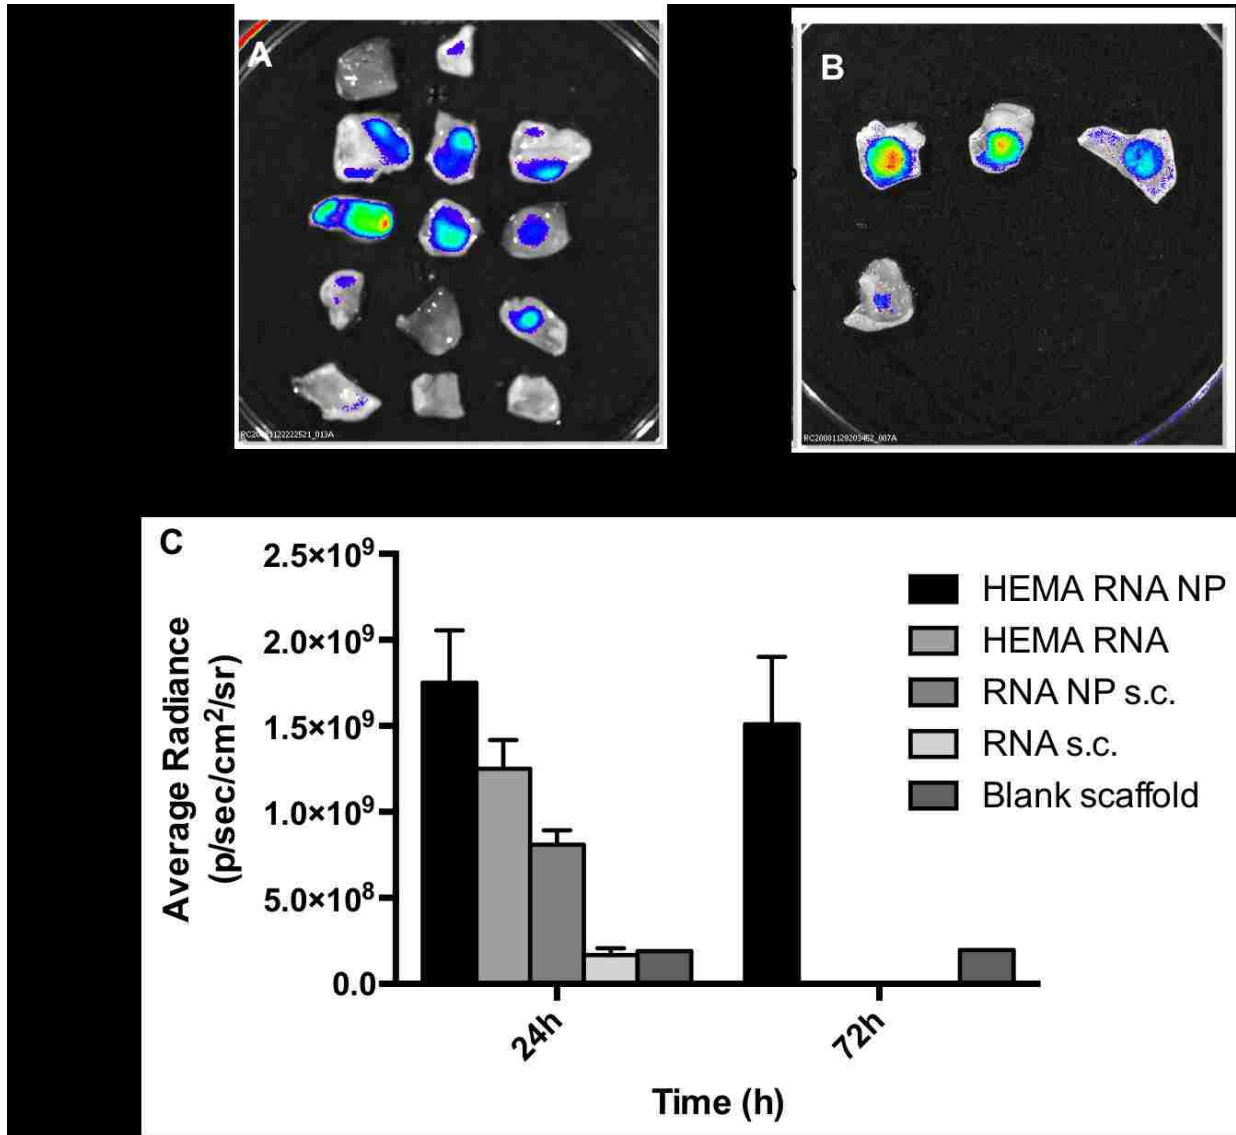 A
B
RC20081128203452_007A
C
2.5×10⁹
2.0×10⁹
1.5×10⁹
1.0×10⁹
5.0×10⁸
0.0
Average Radiance
(p/sec/cm²/sr)
24h
72h
Time (h)
HEMA RNA NP
HEMA RNA
RNA NP s.c.
RNA s.c.
Blank scaffold